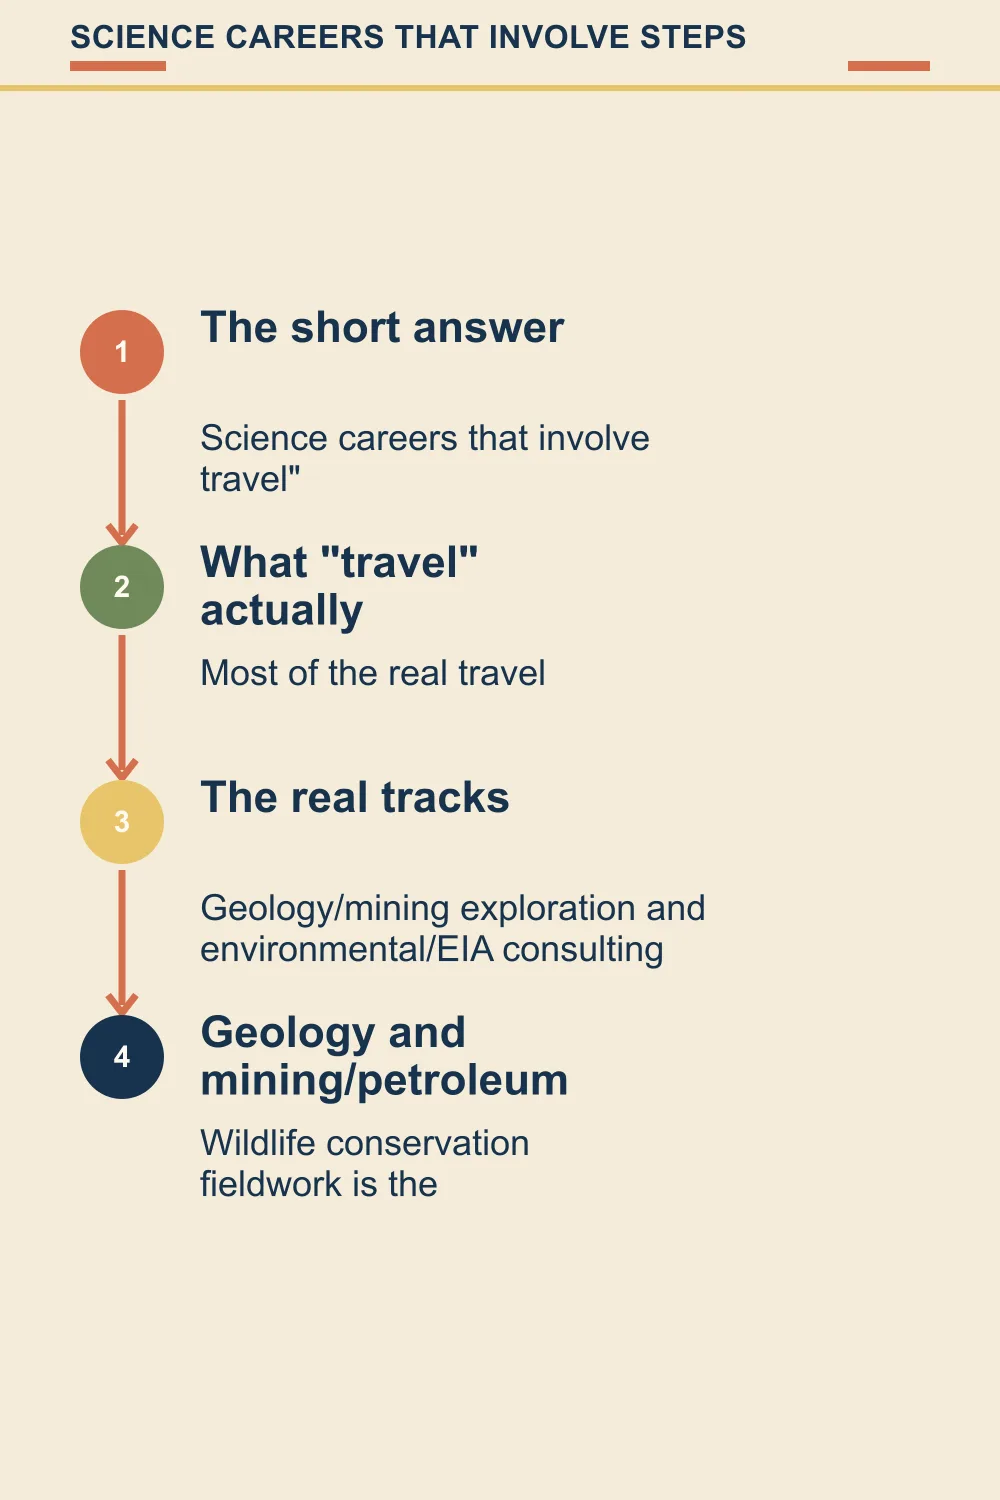 SCIENCE CAREERS THAT INVOLVE STEPS
1
The short answer
Science careers that involve
travel"
2
What "travel"
actually
Most of the real travel
3
The real tracks
Geology/mining exploration and
environmental/EIA consulting
4
Geology and
mining/petroleum
Wildlife conservation
fieldwork is the